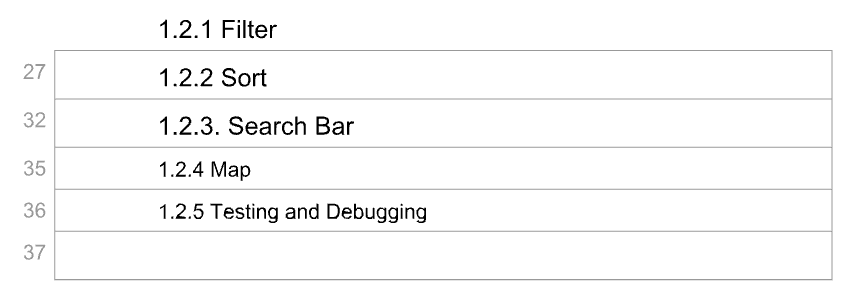 1.2.1 Filter
27 1.2.2 Sort
32 1.2.3. Search Bar
35 1.2.4 Map
36 1.2.5 Testing and Debugging
37